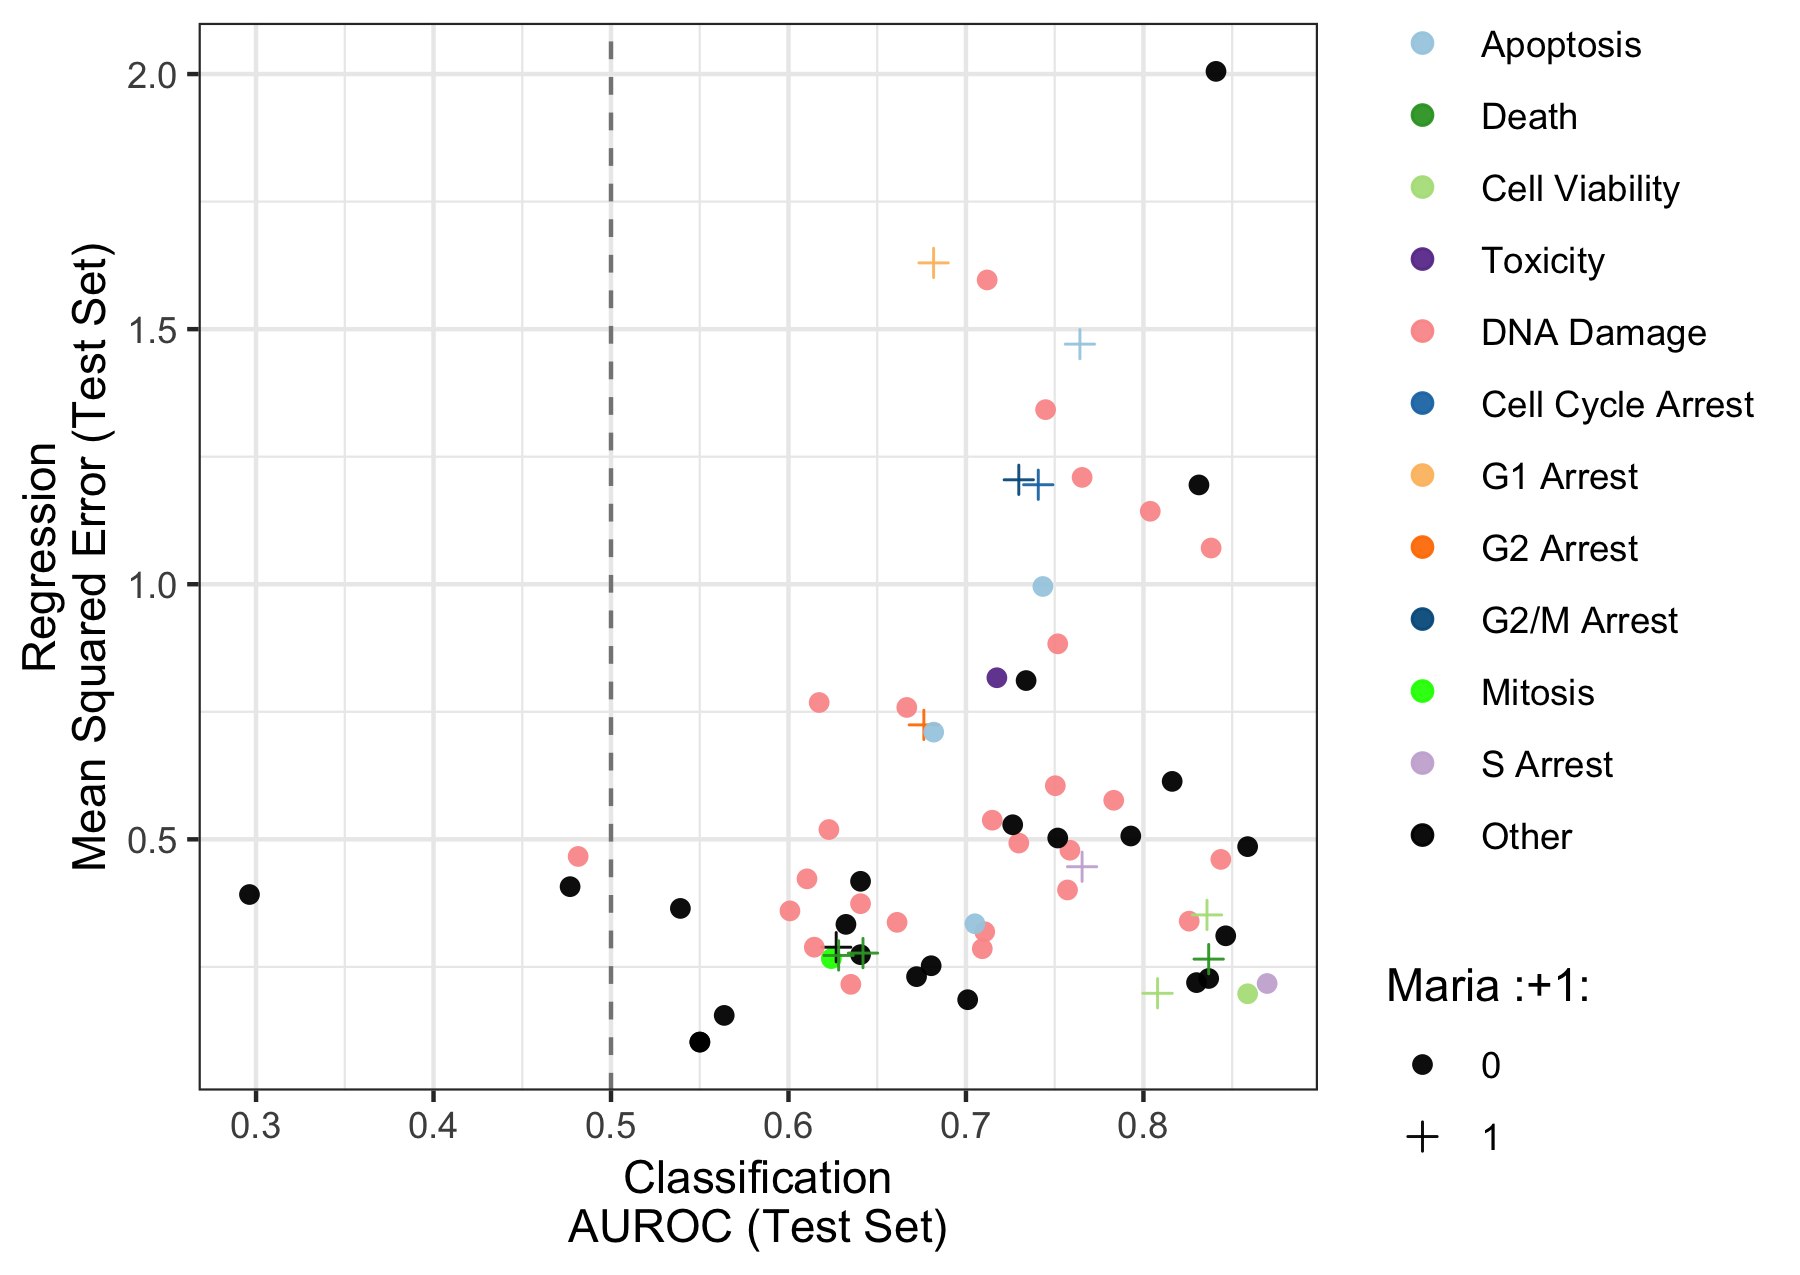 Regression
Mean Squared Error (Test Set)
2.0
1.5
1.0
0.5
0.3 0.4 0.5 0.6 0.7 0.8
Classification
AUROC (Test Set)
Apoptosis
Death
Cell Viability
Toxicity
DNA Damage
Cell Cycle Arrest
G1 Arrest
G2 Arrest
G2/M Arrest
Mitosis
S Arrest
Other
Maria :+1:
0
1